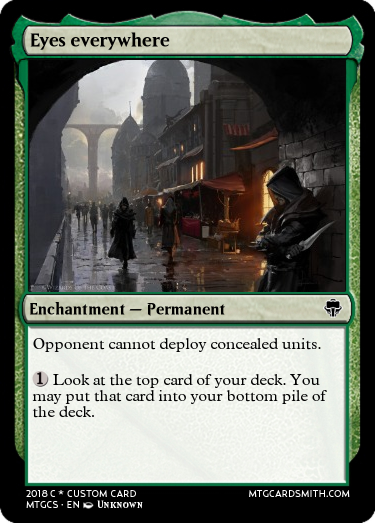 Eyes everywhere
Enchantment — Permanent
Opponent cannot deploy concealed units.
1 Look at the top card of your deck. You
may put that card into your bottom pile of
the deck.
2018 C * CUSTOM CARD
MTGCARDSMITH.COM
MTGCS · EN Unknown